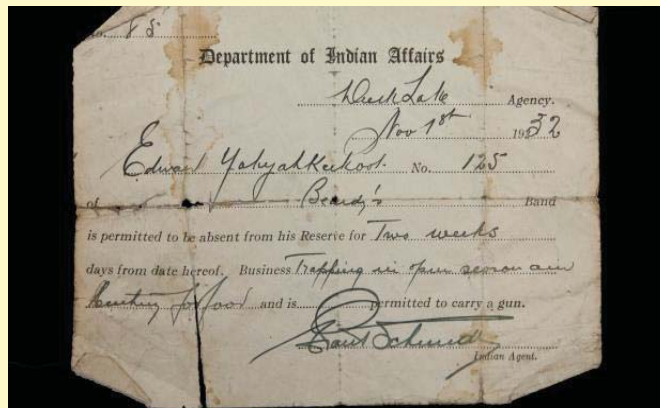 No. 85
Department of Indian Affairs
Duck Lake Agency.
Nov 1st 1932
Edward Yahyahkeekoot No. 125
of Beardy's Band
is permitted to be absent from his Reserve for Two weeks
days from date hereof. Business Trapping in open season and
Hunting for food and is permitted to carry a gun.
Schmidt
Indian Agent.